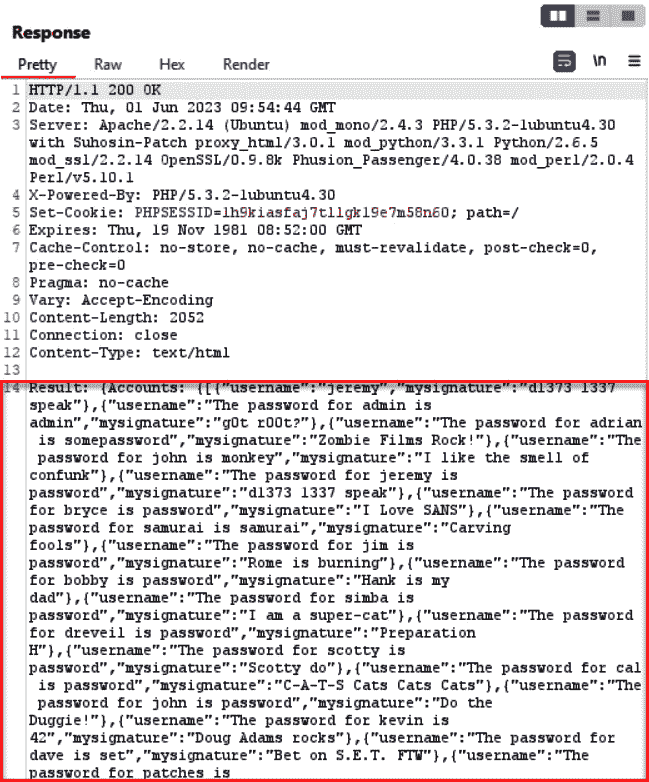 Response
Pretty Raw Hex Render \n
1 HTTP/1.1 200 OK
2 Date: Thu, 01 Jun 2023 09:54:44 GMT
3 Server: Apache/2.2.14 (Ubuntu) mod_mono/2.4.3 PHP/5.3.2-1ubuntu4.30
with Suhosin-Patch proxy_html/3.0.1 mod_python/3.3.1 Python/2.6.5
mod_ssl/2.2.14 OpenSSL/0.9.8k Phusion_Passenger/4.0.38 mod_perl/2.0.4
Perl/v5.10.1
4 X-Powered-By: PHP/5.3.2-1ubuntu4.30
5 Set-Cookie: PHPSESSID=lh9kiasfaj7tllgkl9e7m58n60; path=/
6 Expires: Thu, 19 Nov 1981 08:52:00 GMT
7 Cache-Control: no-store, no-cache, must-revalidate, post-check=0,
pre-check=0
8 Pragma: no-cache
9 Vary: Accept-Encoding
10 Content-Length: 2052
11 Connection: close
12 Content-Type: text/html
13
14 Result: {Accounts: {[{"username":"jeremy","mysignature":"d1373 1337
speak"},{"username":"The password for admin is
admin","mysignature":"g0t r00t?"},{"username":"The password for adrian
is somepassword","mysignature":"Zombie Films Rock!"},{"username":"The
password for john is monkey","mysignature":"I like the smell of
confunk"},{"username":"The password for jeremy is
password","mysignature":"d1373 1337 speak"},{"username":"The password
for bryce is password","mysignature":"I Love SANS"},{"username":"The
password for samurai is samurai","mysignature":"Carving
fools"},{"username":"The password for jim is
password","mysignature":"Rome is burning"},{"username":"The password
for bobby is password","mysignature":"Hank is my
dad"},{"username":"The password for simba is
password","mysignature":"I am a super-cat"},{"username":"The password
for dreveil is password","mysignature":"Preparation
H"},{"username":"The password for scotty is
password","mysignature":"Scotty do"},{"username":"The password for cal
is password","mysignature":"C-A-T-S Cats Cats Cats"},{"username":"The
password for john is password","mysignature":"Do the
Duggie!"},{"username":"The password for kevin is
42","mysignature":"Doug Adams rocks"},{"username":"The password for
dave is set","mysignature":"Bet on S.E.T. FTW"},{"username":"The
password for patches is